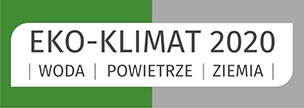 EKO-KLIMAT 2020
| WODA | POWIETRZE | ZIEMIA |